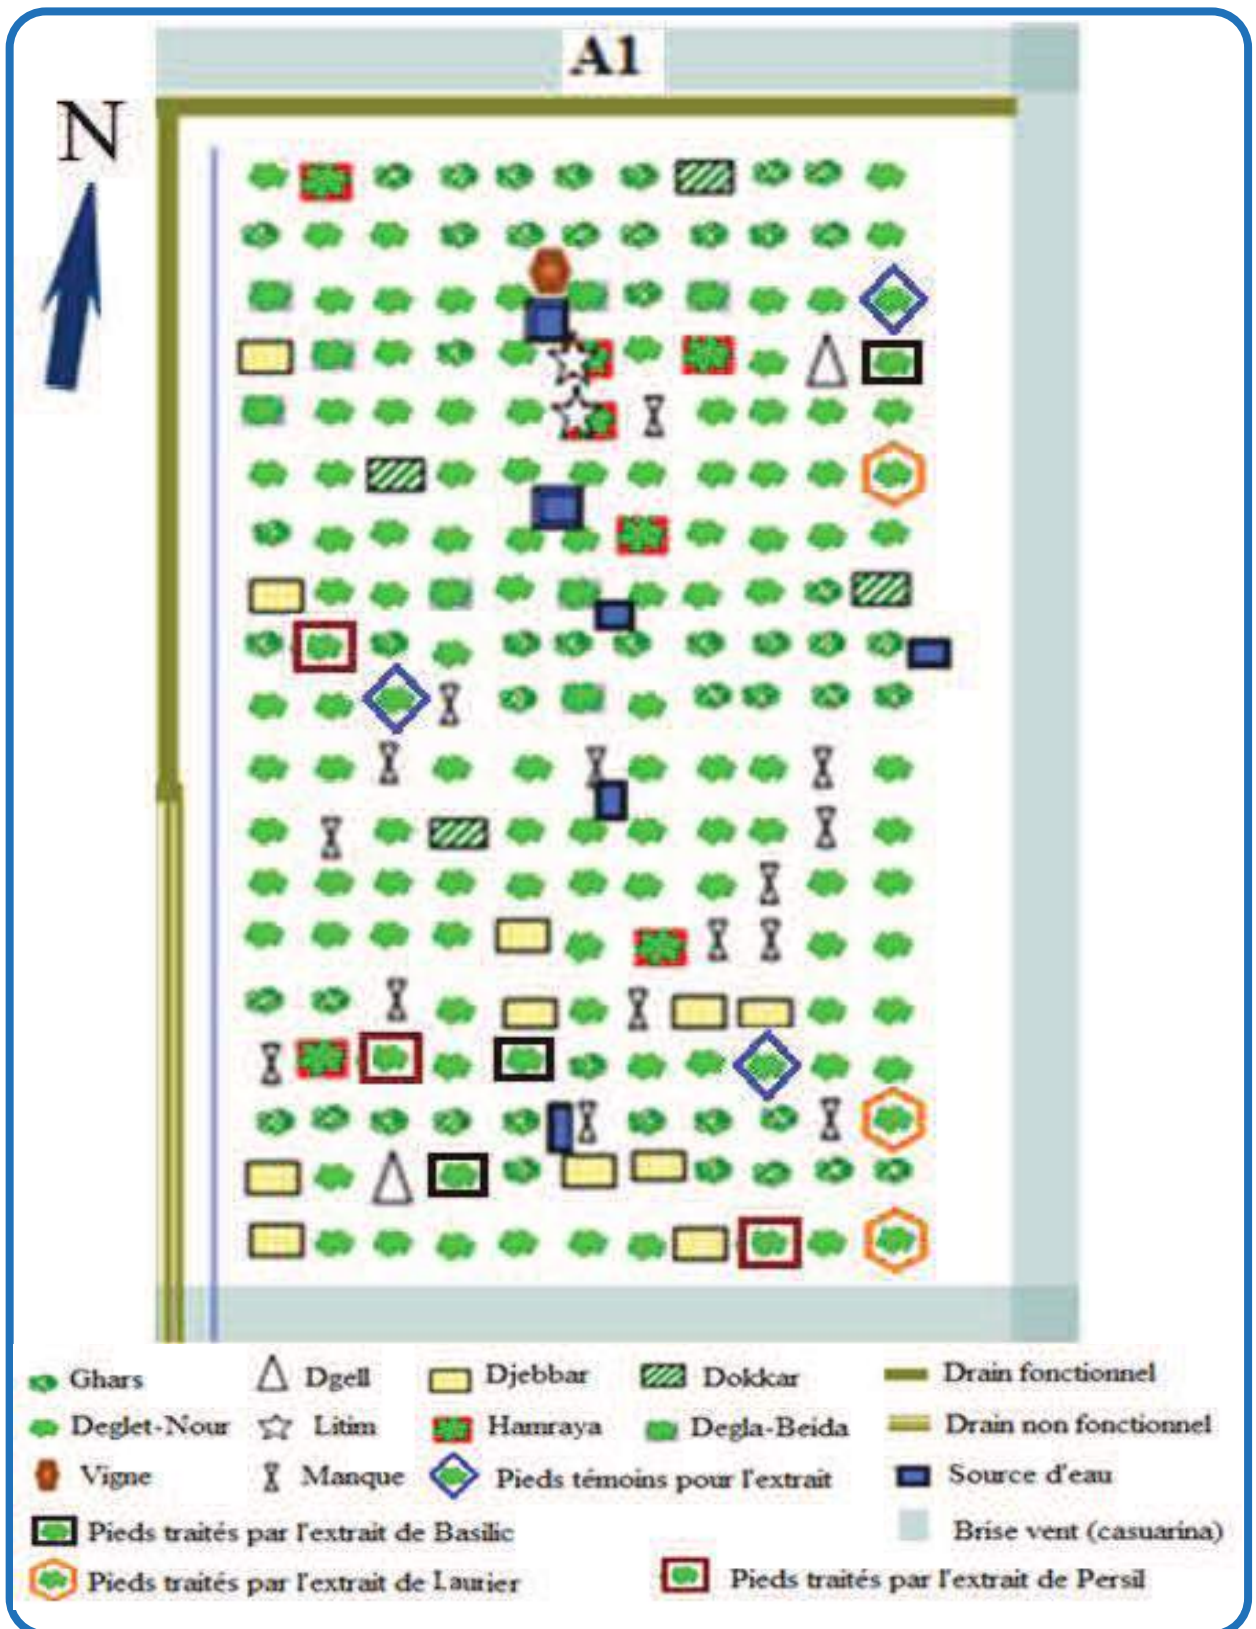 A1
N
Ghars Dgell Djebbar Dokkar Drain fonctionnel
Deglet-Nour Litim Hamraya Degla-Beida Drain non fonctionnel
Vigne Manque Pieds témoins pour l'extrait Source d'eau
Pieds traités par l'extrait de Basilic Brise vent (casuarina)
Pieds traités par l'extrait de Laurier Pieds traités par l'extrait de Persil